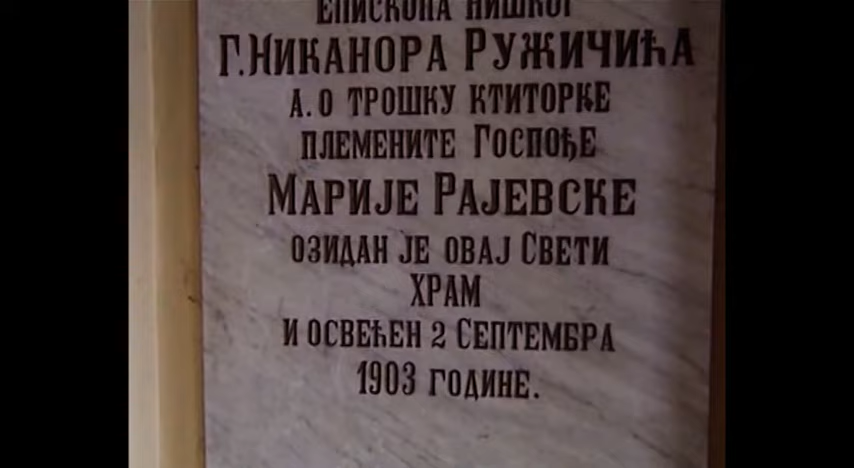 ЕПИСКОПА НИШКОГ
Г. НИКАНОРА РУЖИЧИЋА
А. О ТРОШКУ КТИТОРКЕ
ПЛЕМЕНИТЕ ГОСПОЂЕ
МАРИЈЕ РАЈЕВСКЕ
ОЗИДАН ЈЕ ОВАЈ СВЕТИ
ХРАМ
И ОСВЕЋЕН 2 СЕПТЕМБРА
1903 ГОДИНЕ.